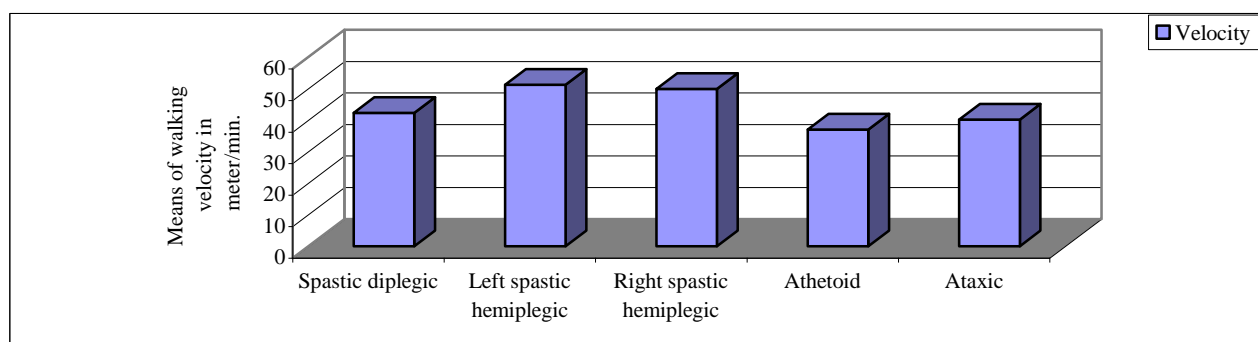 Velocity
Means of walking
velocity in
meter/min.
60
50
40
30
20
10
0
Spastic diplegic
Left spastic
hemiplegic
Right spastic
hemiplegic
Athetoid
Ataxic